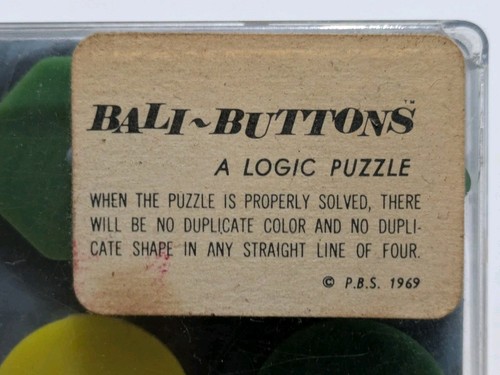 BALI~BUTTONS™
A LOGIC PUZZLE
WHEN THE PUZZLE IS PROPERLY SOLVED, THERE
WILL BE NO DUPLICATE COLOR AND NO DUPLI-
CATE SHAPE IN ANY STRAIGHT LINE OF FOUR.
© P.B.S. 1969